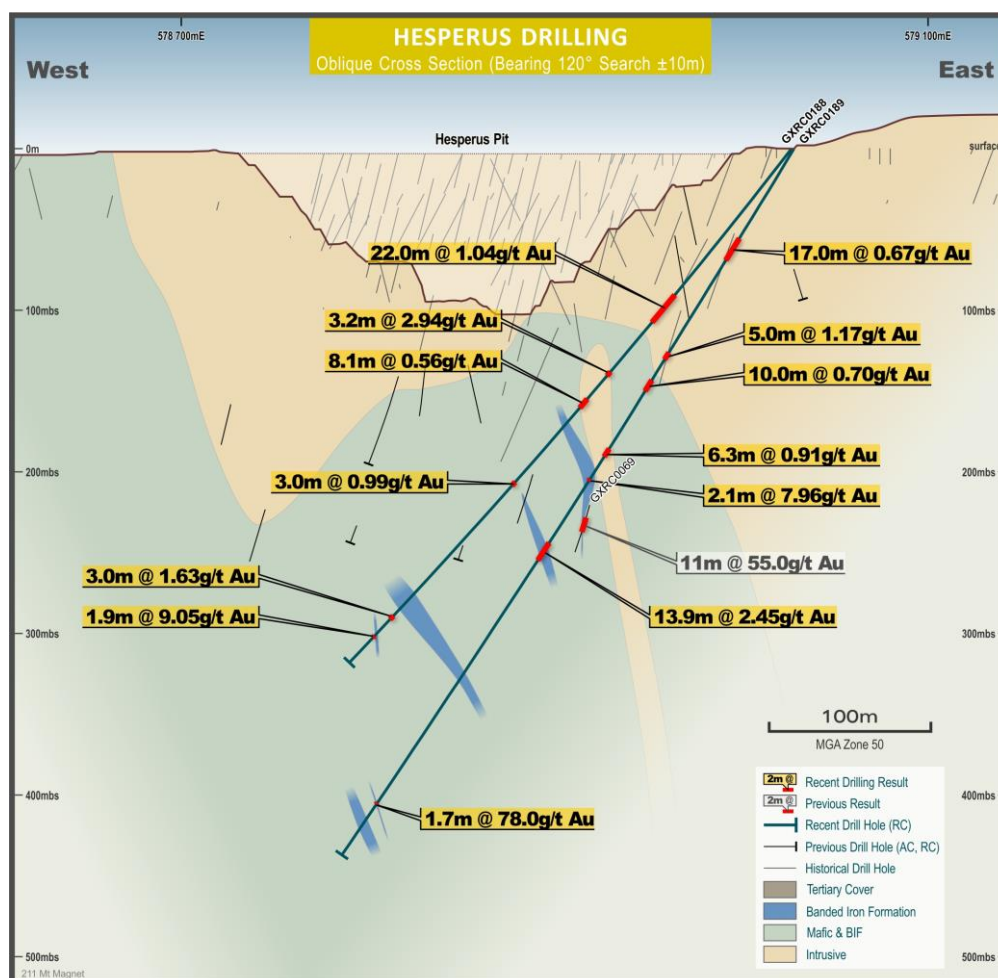 578 700mE
579 100mE
HESPERUS DRILLING
Oblique Cross Section (Bearing 120° Search ±10m)
West
East
GXRC0188
GXRC0189
Hesperus Pit
0m
surface
22.0m @ 1.04g/t Au
17.0m @ 0.67g/t Au
100mbs
100mbs
3.2m @ 2.94g/t Au
5.0m @ 1.17g/t Au
8.1m @ 0.56g/t Au
10.0m @ 0.70g/t Au
6.3m @ 0.91g/t Au
200mbs
200mbs
3.0m @ 0.99g/t Au
GXRC0069
2.1m @ 7.96g/t Au
11m @ 55.0g/t Au
3.0m @ 1.63g/t Au
1.9m @ 9.05g/t Au
13.9m @ 2.45g/t Au
300mbs
300mbs
100m
MGA Zone 50
2m @
Recent Drilling Result
2m @
Previous Result
400mbs
400mbs
1.7m @ 78.0g/t Au
Recent Drill Hole (RC)
Previous Drill Hole (AC, RC)
Historical Drill Hole
Tertiary Cover
Banded Iron Formation
Mafic & BIF
Intrusive
500mbs
500mbs
211 Mt Magnet